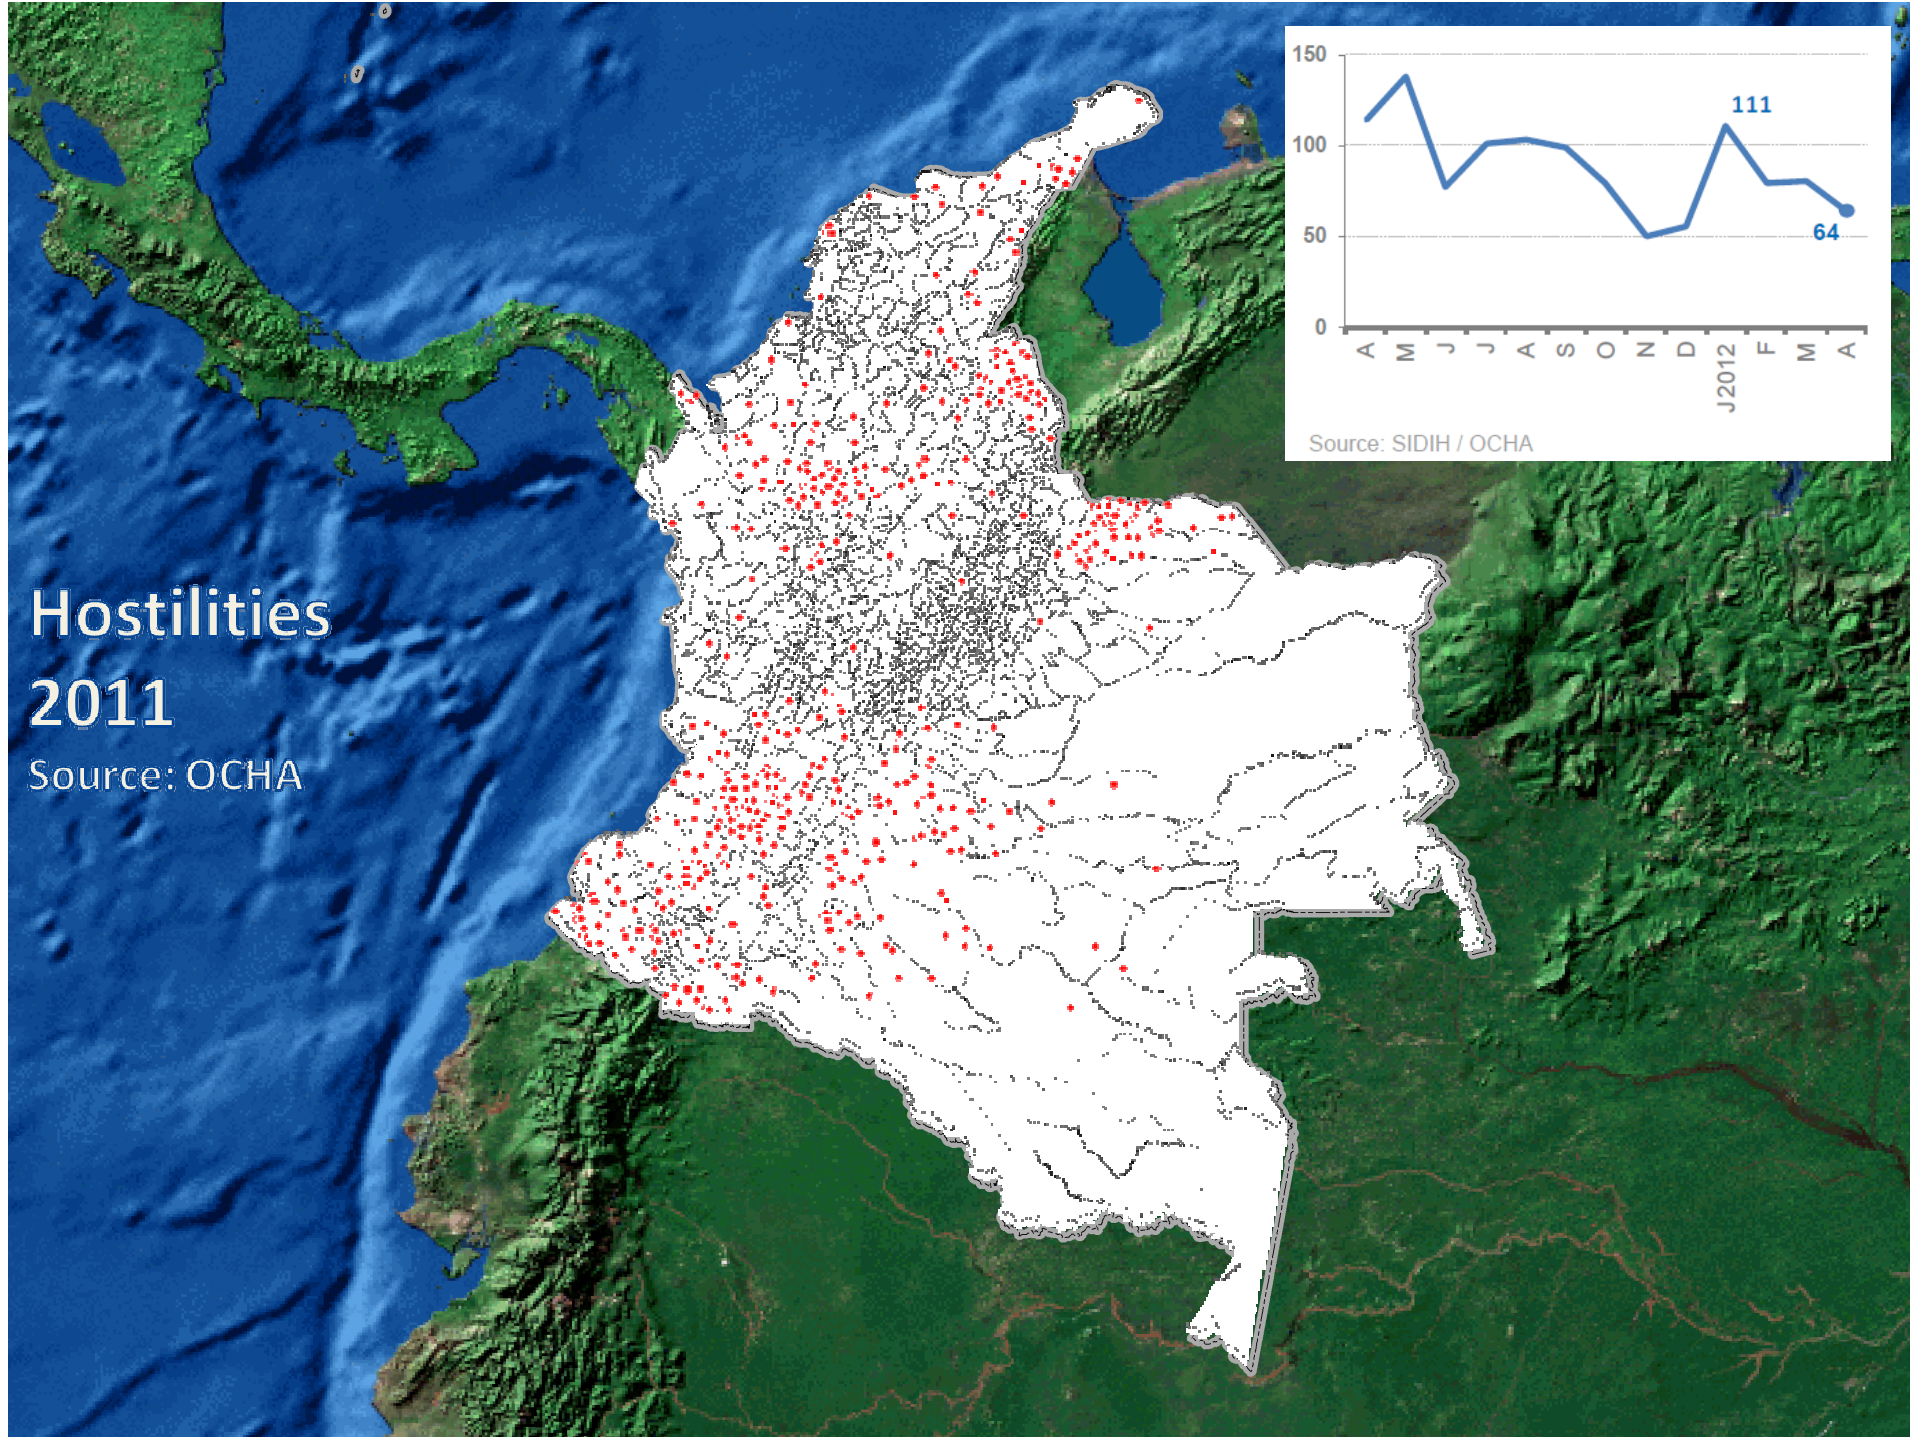 Hostilities
2011
Source: OCHA
150
100
50
0
111
64
A M J J A S O N D J2012 F M A
Source: SIDIH / OCHA